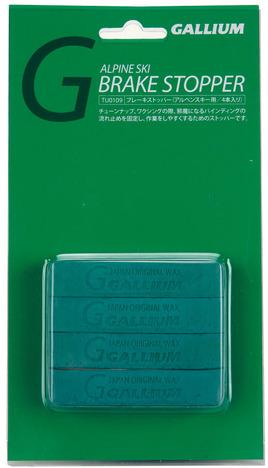 GALLIUM
G
ALPINE SKI
BRAKE STOPPER
TU0109 ブレーキストッパー(アルペンスキー用/4本入り)
チューンナップ、ワクシングの際、邪魔になるバインディングの
流れ止めを固定し、作業をしやすくするためのストッパーです。
G JAPAN ORIGINAL WAX
GALLIUM
G JAPAN ORIGINAL WAX
GALLIUM
G JAPAN ORIGINAL WAX
GALLIUM
G JAPAN ORIGINAL WAX
GALLIUM